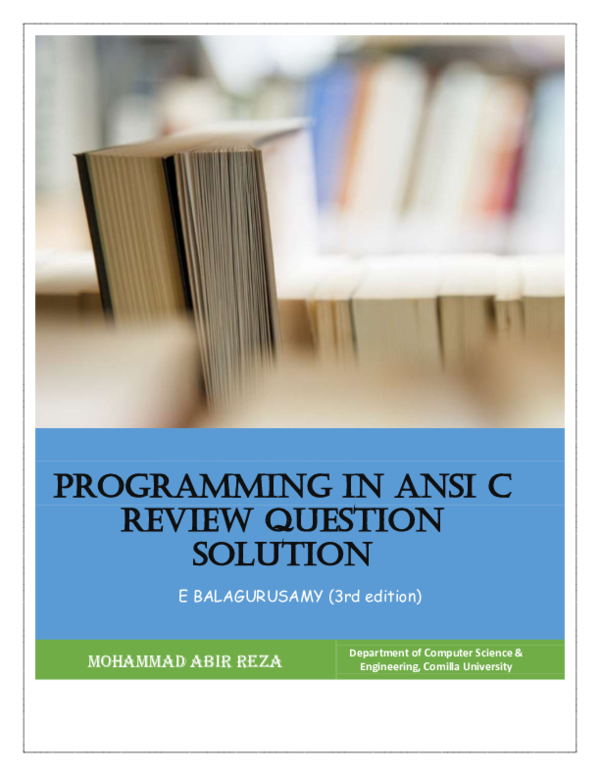 PROGRAMMING IN ANSI C
REVIEW QUESTION
SOLUTION
E BALAGURUSAMY (3rd edition)
MOHAMMAD ABIR REZA
Department of Computer Science &
Engineering, Comilla University